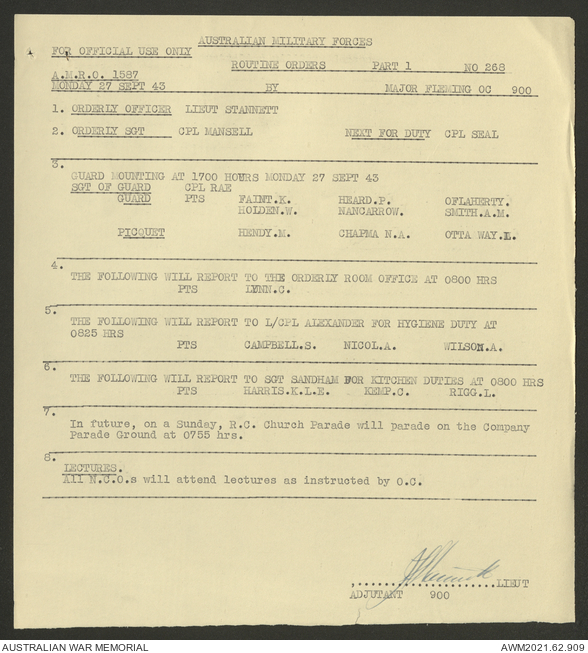 AUSTRALIAN MILITARY FORCES
FOR OFFICIAL USE ONLY
ROUTINE ORDERS PART 1 NO 268
A.M.R.O. 1587
MONDAY 27 SEPT 43 BY MAJOR FLEMING OC 900
1. ORDERLY OFFICER LIEUT STANNETT
2. ORDERLY SGT CPL MANSELL NEXT FOR DUTY CPL SEAL
3.
GUARD MOUNTING AT 1700 HOURS MONDAY 27 SEPT 43
SGT OF GUARD CPL RAE
GUARD PTS FAINT.K. HEARD.P. OFLAHERTY.
HOLDEN.W. NANCARROW. SMITH.A.M.
PICQUET HENDY.M. CHAPMA N.A. OTTA WAY.L.
4.
THE FOLLOWING WILL REPORT TO THE ORDERLY ROOM OFFICE AT 0800 HRS
PTS LYNN.C.
5.
THE FOLLOWING WILL REPORT TO L/CPL ALEXANDER FOR HYGIENE DUTY AT
0825 HRS
PTS CAMPBELL.S. NICOL.A. WILSON.A.
6.
THE FOLLOWING WILL REPORT TO SGT SANDHAM FOR KITCHEN DUTIES AT 0800 HRS
PTS HARRIS.K.L.E. KEMP.C. RIGG.L.
7.
In future, on a Sunday, R.C. Church Parade will parade on the Company
Parade Ground at 0755 hrs.
8.
LECTURES.
All N.C.O.s will attend lectures as instructed by O.C.
LIEUT
ADJUTANT 900
AUSTRALIAN WAR MEMORIAL AWM2021.62.909